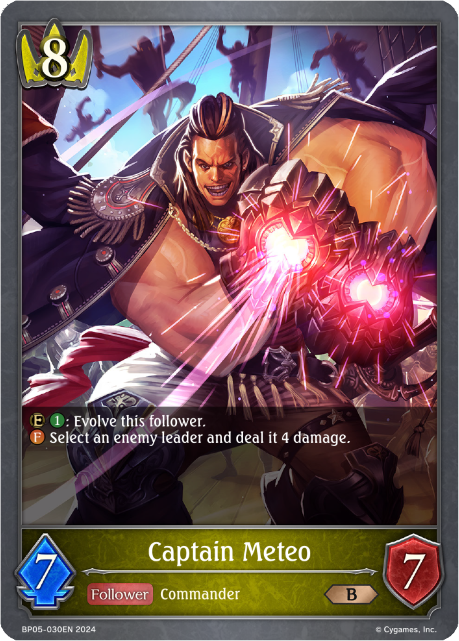 8
E 1 : Evolve this follower.
F Select an enemy leader and deal it 4 damage.
Captain Meteo
7
Follower Commander B
7
BP05-030EN 2024 © Cygames, Inc.